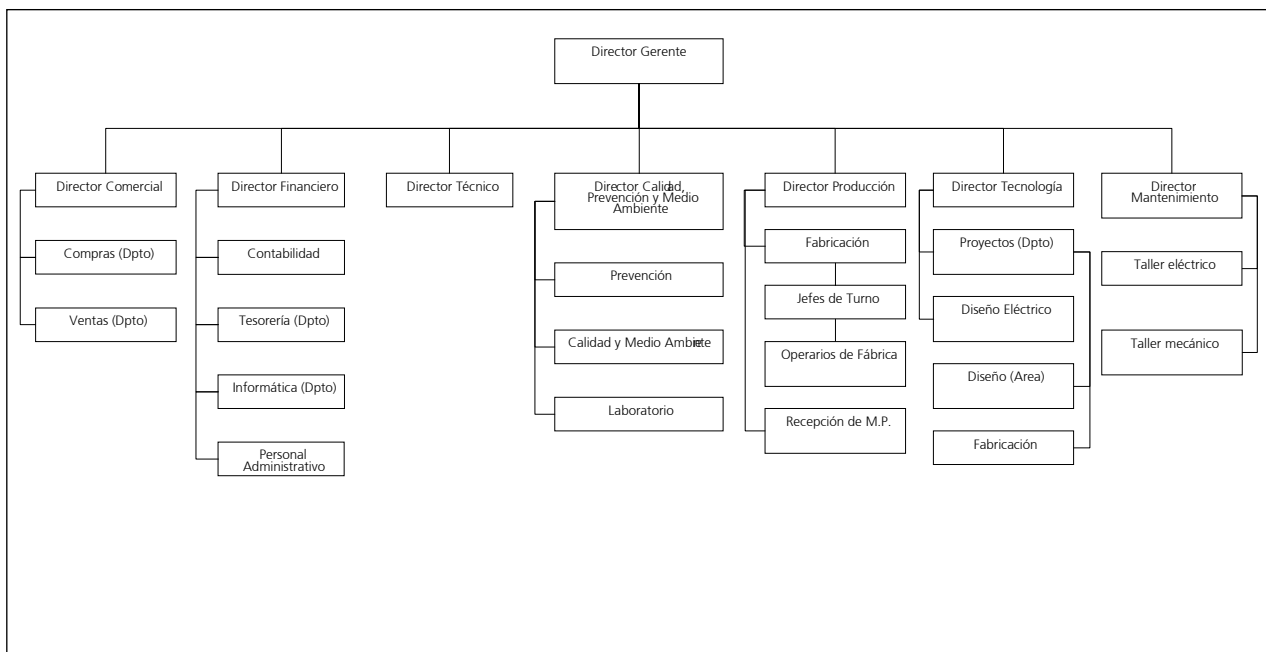 Director Gerente
Director Comercial
Director Financiero
Director Técnico
Director Calidad,
Prevención y Medio
Ambiente
Director Producción
Director Tecnología
Director
Mantenimiento
Compras (Dpto)
Contabilidad
Prevención
Fabricación
Proyectos (Dpto)
Taller eléctrico
Ventas (Dpto)
Tesorería (Dpto)
Calidad y Medio Ambiente
Jefes de Turno
Diseño Eléctrico
Taller mecánico
Informática (Dpto)
Laboratorio
Operarios de Fábrica
Diseño (Area)
Personal
Administrativo
Recepción de M.P.
Fabricación